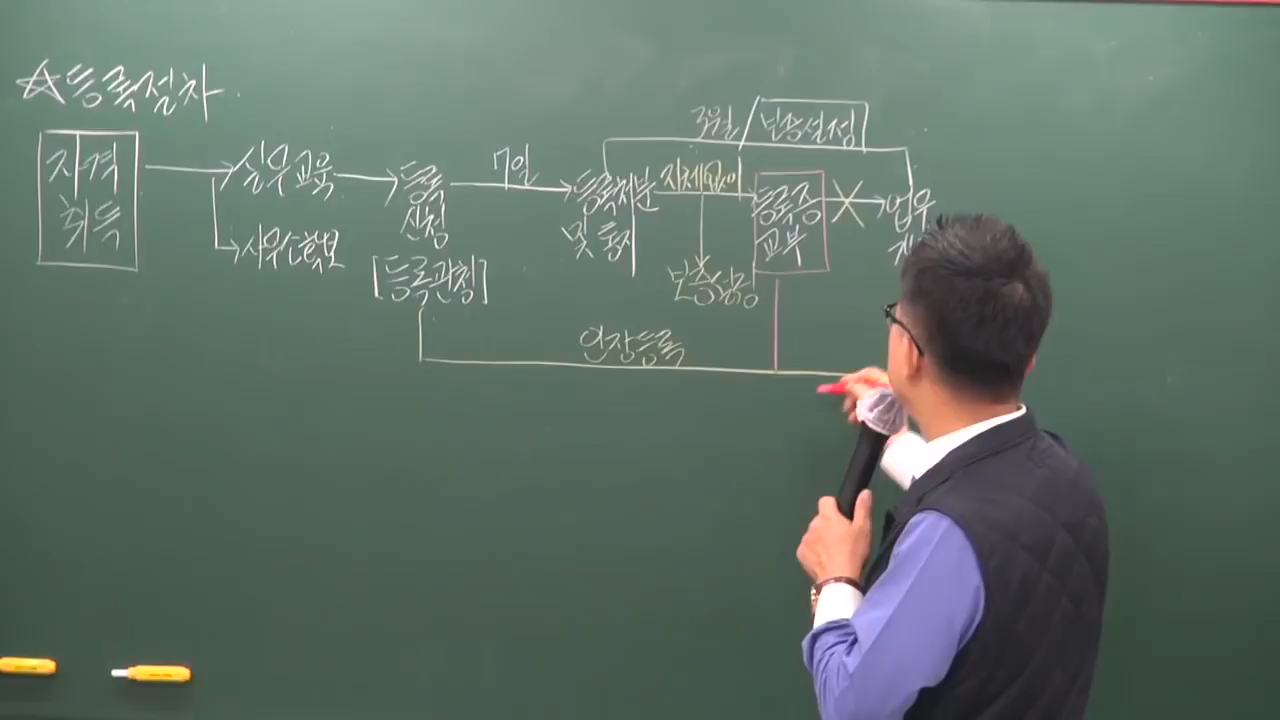 ☆등록절차
자격
취득
실무교육
사무소확보
등록
신청
[등록관청]
7일
등록처분
및 통지
지체없이
보증설정
등록증
교부
3월 / 보증설정
업무
인장등록